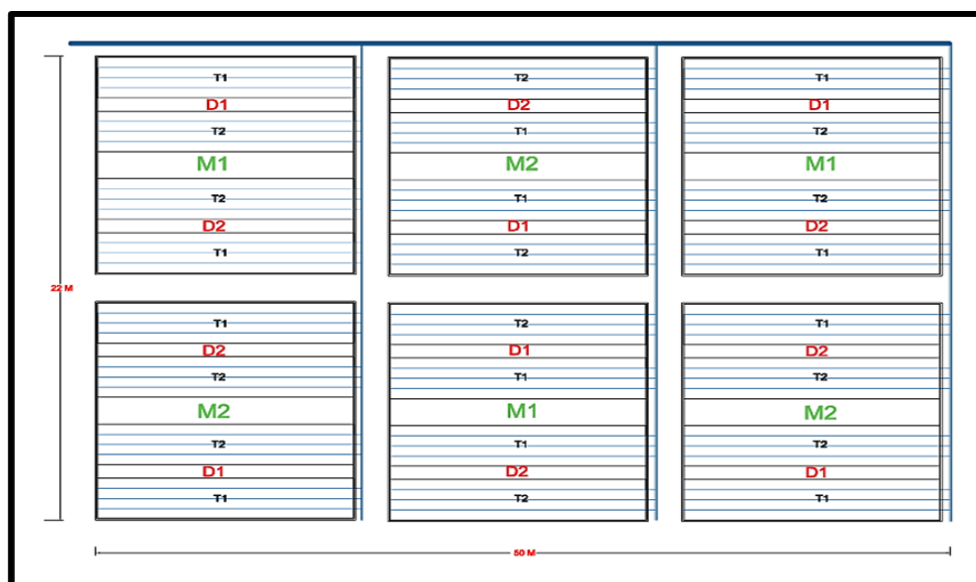 T1 T2 T1
D1 D2 D1
T2 T1 T2
M1 M2 M1
T2 T1 T2
D2 D1 D2
T1 T2 T1
22 M
T1 T2 T1
D2 D1 D2
T2 T1 T2
M2 M1 M2
T2 T1 T2
D1 D2 D1
T1 T2 T1
50 M